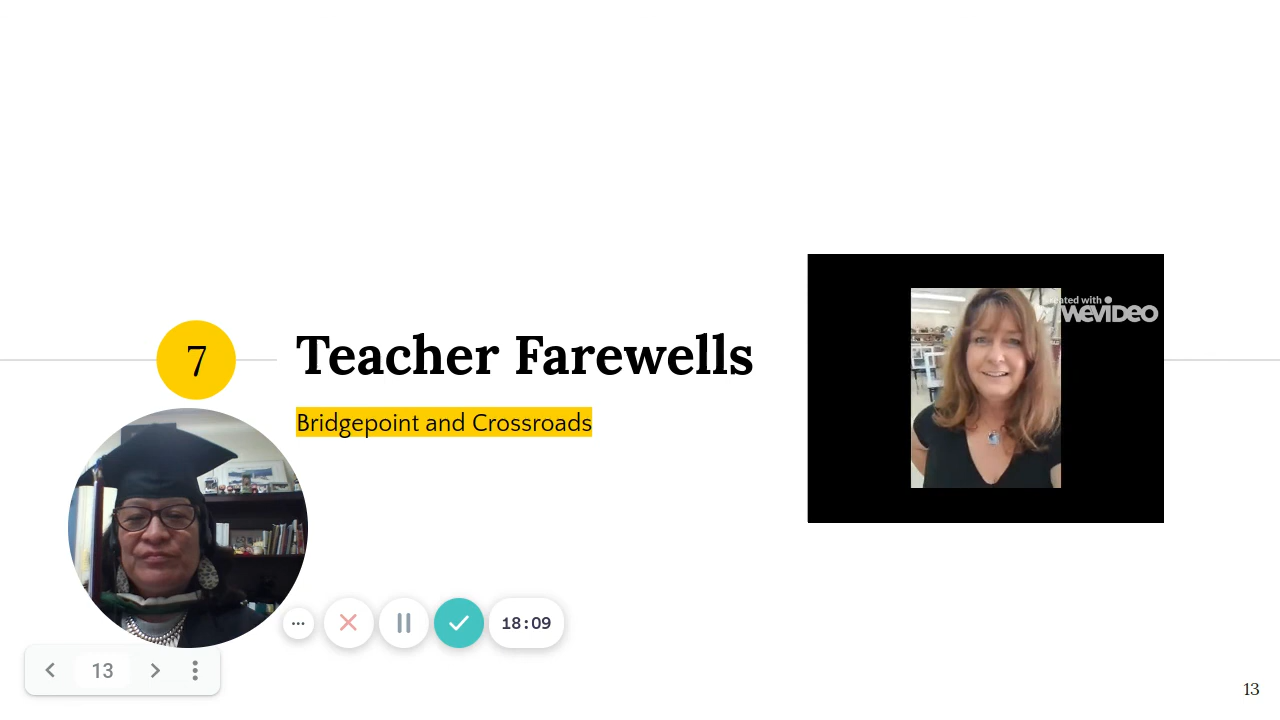 7
Teacher Farewells
Bridgepoint and Crossroads
WEVIDEO
18:09
13
13